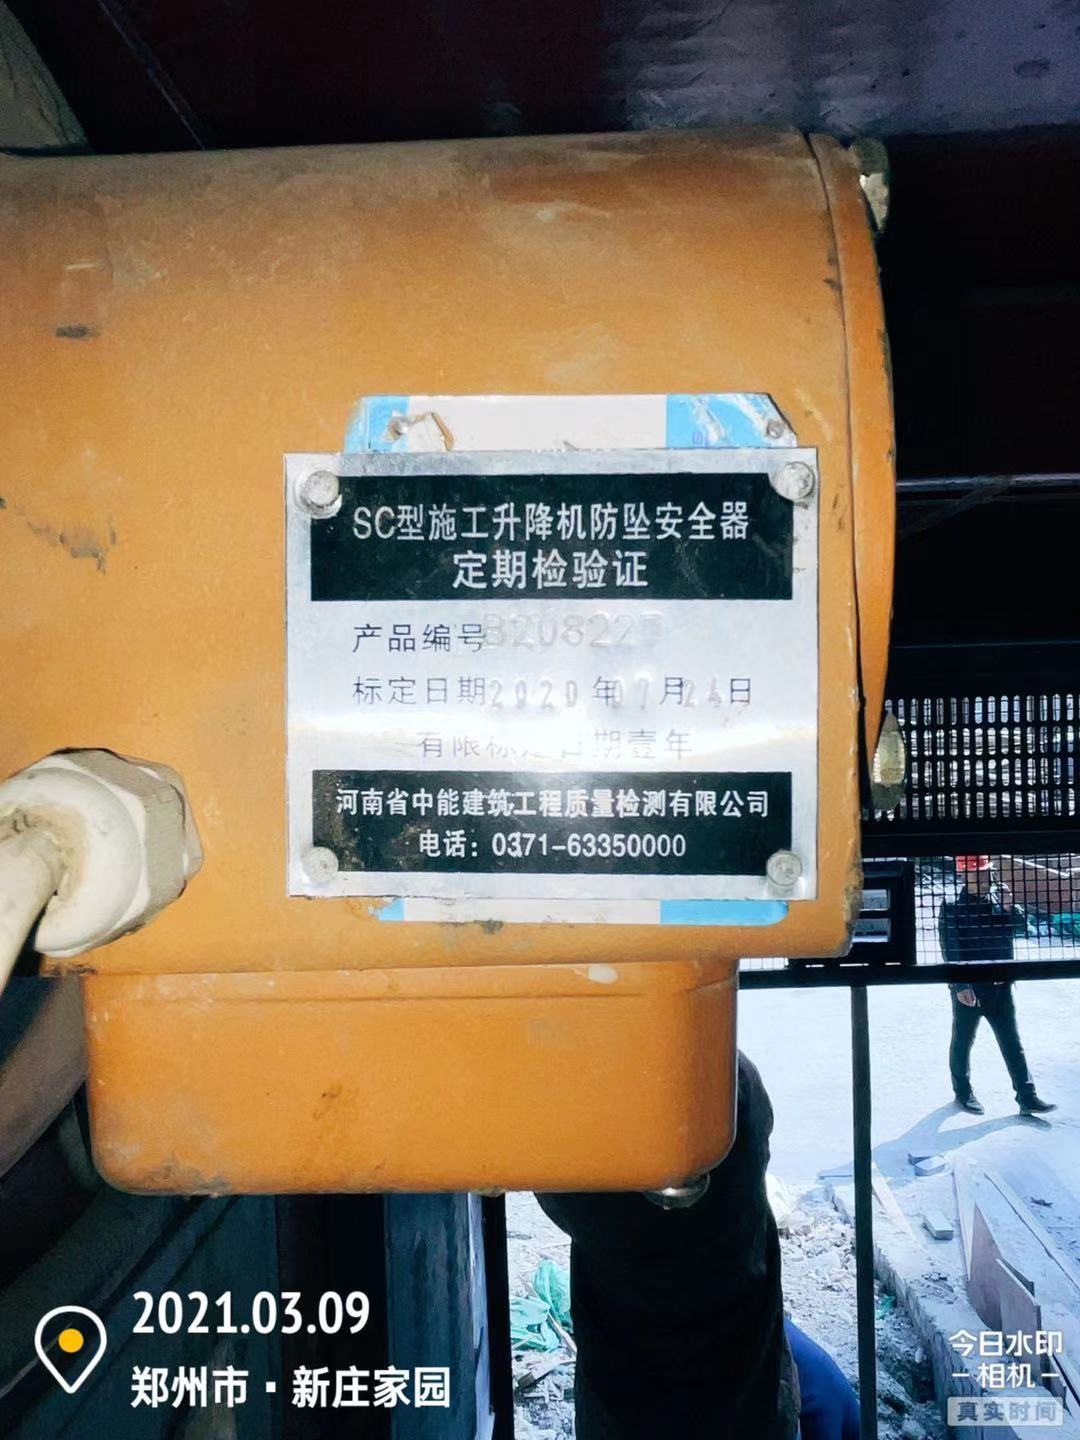 SC型施工升降机防坠安全器
定期检验证
产品编号
标定日期2020年07月24日
有限标定日期壹年
河南省中能建筑工程质量检测有限公司
电话：0371-63350000
2021.03.09
郑州市·新庄家园
今日水印
相机
真实时间